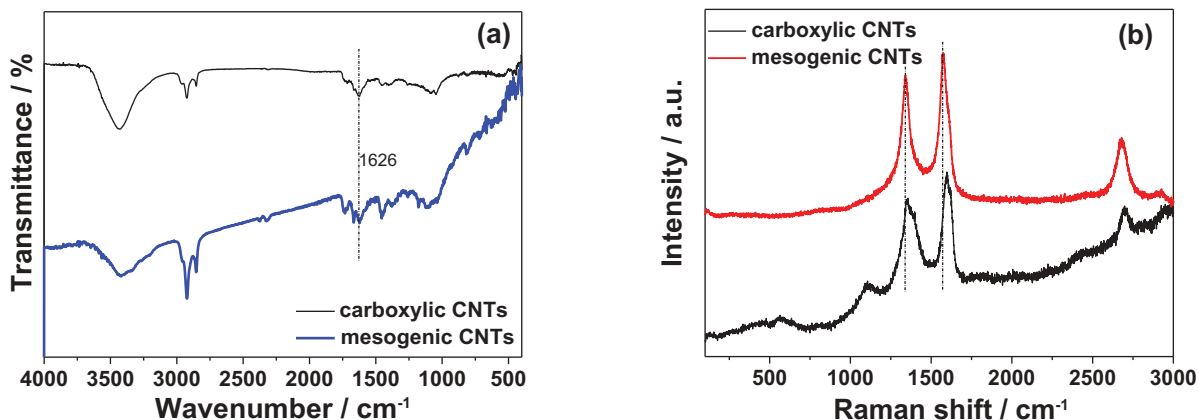 (a)
Transmittance / %
1626
carboxylic CNTs
mesogenic CNTs
4000 3500 3000 2500 2000 1500 1000 500
Wavenumber / cm-1
(b)
carboxylic CNTs
mesogenic CNTs
Intensity / a.u.
500 1000 1500 2000 2500 3000
Raman shift / cm-1